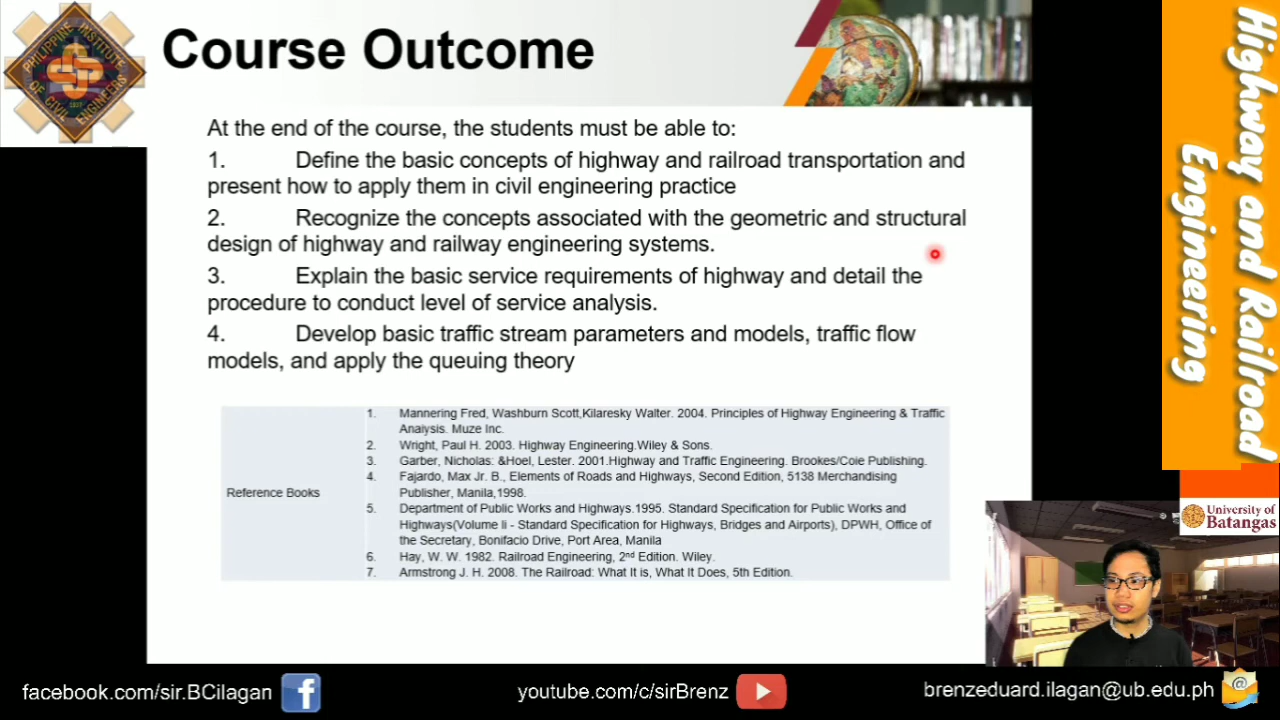 PHILIPPINE INSTITUTE
OF CIVIL ENGINEERS
Course Outcome
At the end of the course, the students must be able to:
1. Define the basic concepts of highway and railroad transportation and
present how to apply them in civil engineering practice
2. Recognize the concepts associated with the geometric and structural
design of highway and railway engineering systems.
3. Explain the basic service requirements of highway and detail the
procedure to conduct level of service analysis.
4. Develop basic traffic stream parameters and models, traffic flow
models, and apply the queuing theory
Reference Books
1. Mannering Fred, Washburn Scott,Kilaresky Walter. 2004. Principles of Highway Engineering & Traffic
Analysis. Muze Inc.
2. Wright, Paul H. 2003. Highway Engineering.Wiley & Sons.
3. Garber, Nicholas: &Hoel, Lester. 2001.Highway and Traffic Engineering. Brookes/Coie Publishing.
4. Fajardo, Max Jr. B., Elements of Roads and Highways, Second Edition, 5138 Merchandising
Publisher, Manila,1998.
5. Department of Public Works and Highways.1995. Standard Specification for Public Works and
Highways(Volume Ii - Standard Specification for Highways, Bridges and Airports), DPWH, Office of
the Secretary, Bonifacio Drive, Port Area, Manila
6. Hay, W. W. 1982. Railroad Engineering, 2nd Edition. Wiley.
7. Armstrong J. H. 2008. The Railroad: What It is, What It Does, 5th Edition.
Highway and Railroad
Engineering
University of
Batangas
facebook.com/sir.BCilagan
youtube.com/c/sirBrenz
brenzeduard.ilagan@ub.edu.ph